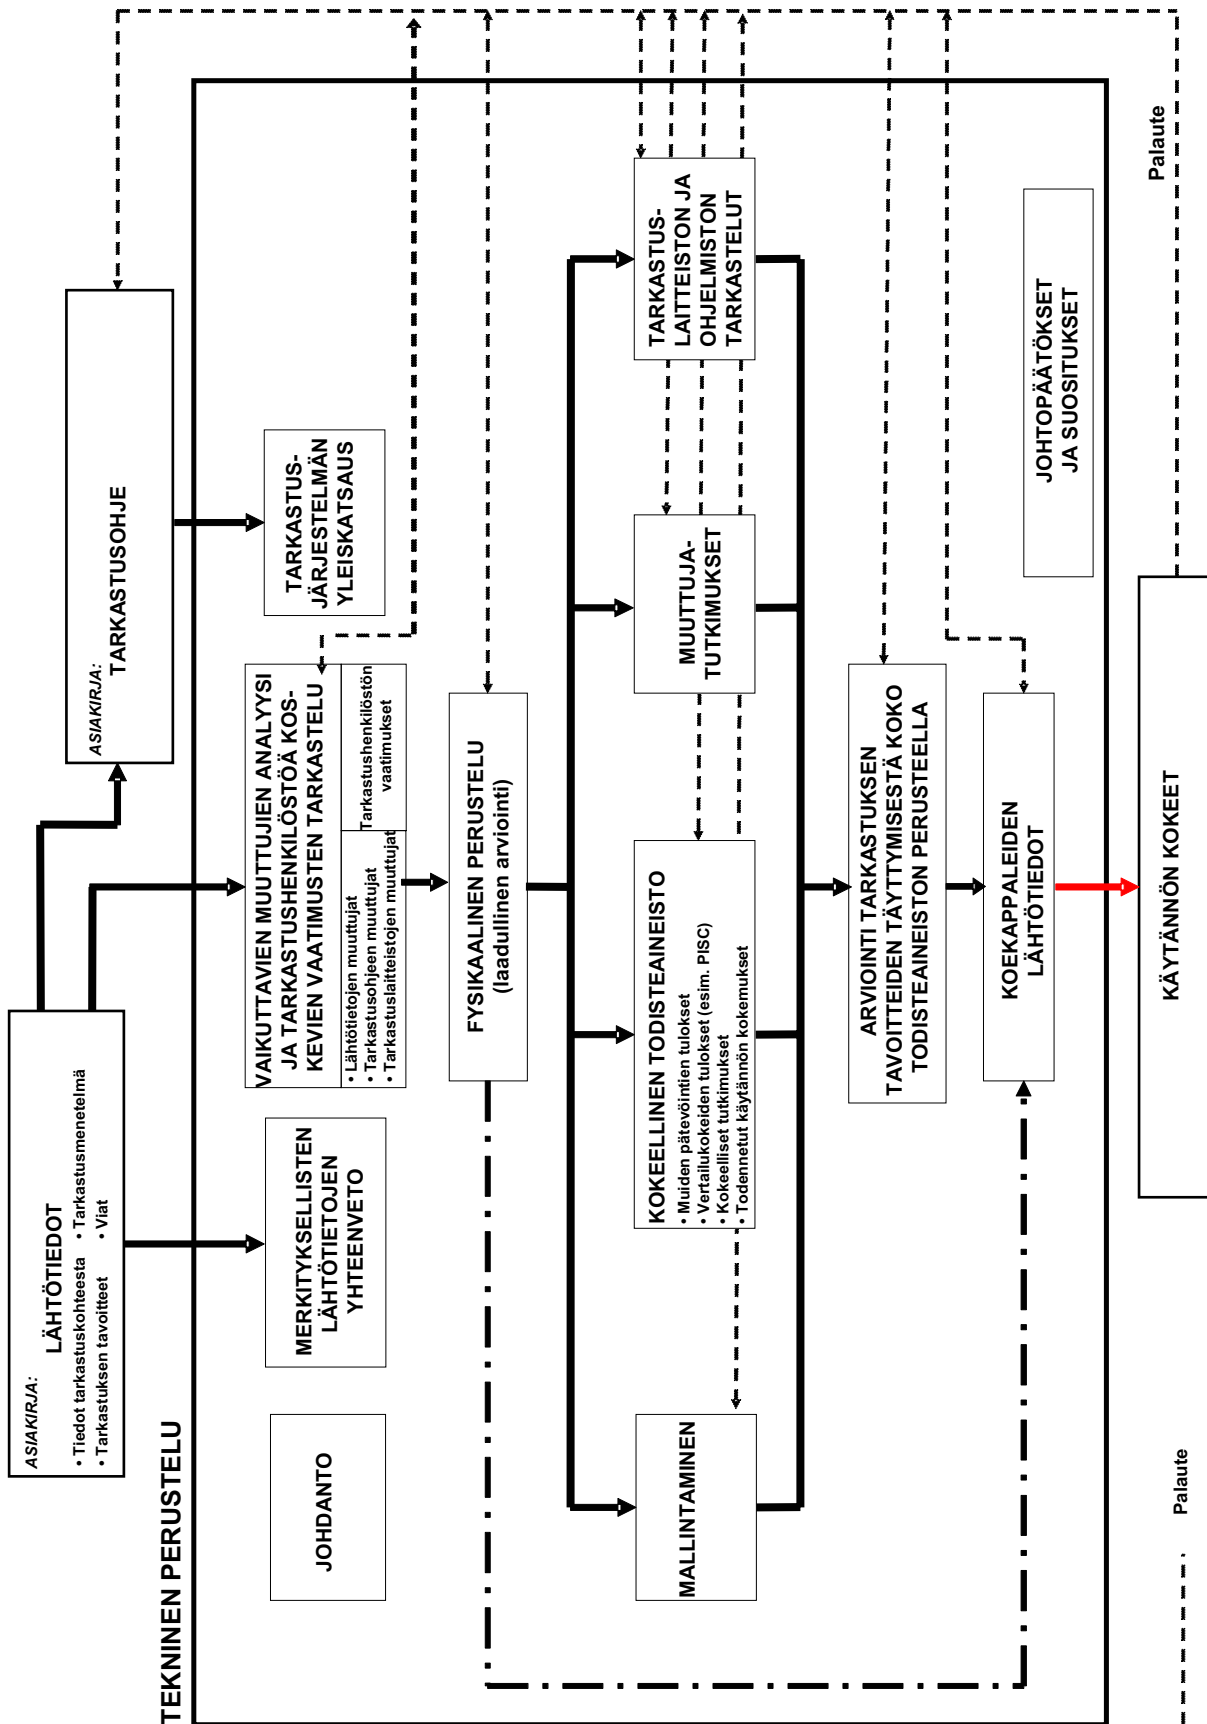 ASIAKIRJA:
LÄHTÖTIEDOT
• Tiedot tarkastuskohteesta • Tarkastusmenetelmä
• Tarkastuksen tavoitteet • Viat
ASIAKIRJA:
TARKASTUSOHJE
TEKNINEN PERUSTELU
JOHDANTO
MERKITYKSELLISTEN
LÄHTÖTIETOJEN
YHTEENVETO
VAIKUTTAVIEN MUUTTUJIEN ANALYYSI
JA TARKASTUSHENKILÖSTÖÄ KOS-
KEVIEN VAATIMUSTEN TARKASTELU
• Lähtötietojen muuttujat
• Tarkastusohjeen muuttujat
• Tarkastuslaitteistojen muuttujat
Tarkastushenkilöstön
vaatimukset
TARKASTUS-
JÄRJESTELMÄN
YLEISKATSAUS
FYSIKAALINEN PERUSTELU
(laadullinen arviointi)
MALLINTAMINEN
KOKEELLINEN TODISTEAINEISTO
• Muiden pätevöintien tulokset
• Vertailukokeiden tulokset (esim. PISC)
• Kokeelliset tutkimukset
• Todennetut käytännön kokemukset
MUUTTUJA-
TUTKIMUKSET
TARKASTUS-
LAITTEISTON JA
OHJELMISTON
TARKASTELUT
ARVIOINTI TARKASTUKSEN
TAVOITTEIDEN TÄYTTYMISESTÄ KOKO
TODISTEAINEISTON PERUSTEELLA
KOEKAPPALEIDEN
LÄHTÖTIEDOT
JOHTOPÄÄTÖKSET
JA SUOSITUKSET
KÄYTÄNNÖN KOKEET
Palaute
Palaute